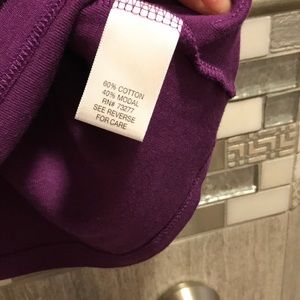 60% COTTON
40% MODAL
RN# 73277
SEE REVERSE
FOR CARE